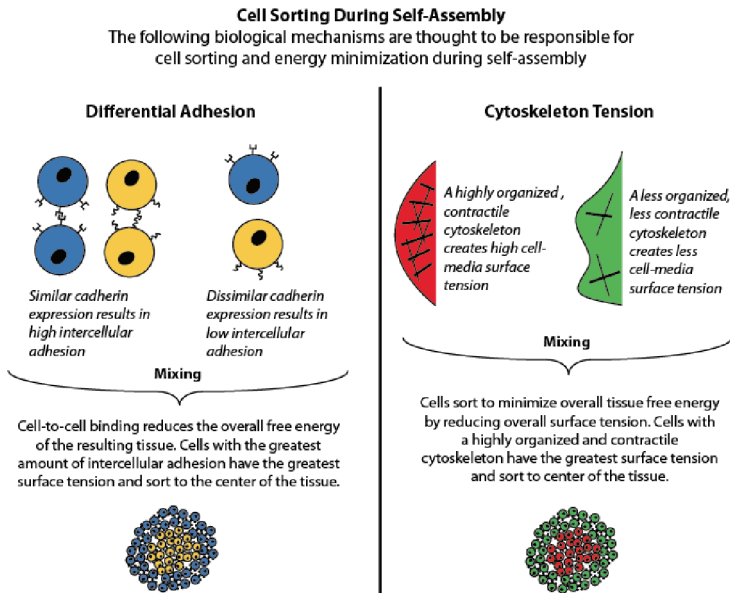 Cell Sorting During Self-Assembly
The following biological mechanisms are thought to be responsible for
cell sorting and energy minimization during self-assembly
Differential Adhesion
Similar cadherin
expression results in
high intercellular
adhesion
Dissimilar cadherin
expression results in
low intercellular
adhesion
Mixing
Cell-to-cell binding reduces the overall free energy
of the resulting tissue. Cells with the greatest
amount of intercellular adhesion have the greatest
surface tension and sort to the center of the tissue.
Cytoskeleton Tension
A highly organized ,
contractile
cytoskeleton
creates high cell-
media surface
tension
A less organized,
less contractile
cytoskeleton
creates less
cell-media
surface tension
Mixing
Cells sort to minimize overall tissue free energy
by reducing overall surface tension. Cells with
a highly organized and contractile
cytoskeleton have the greatest surface tension
and sort to center of the tissue.